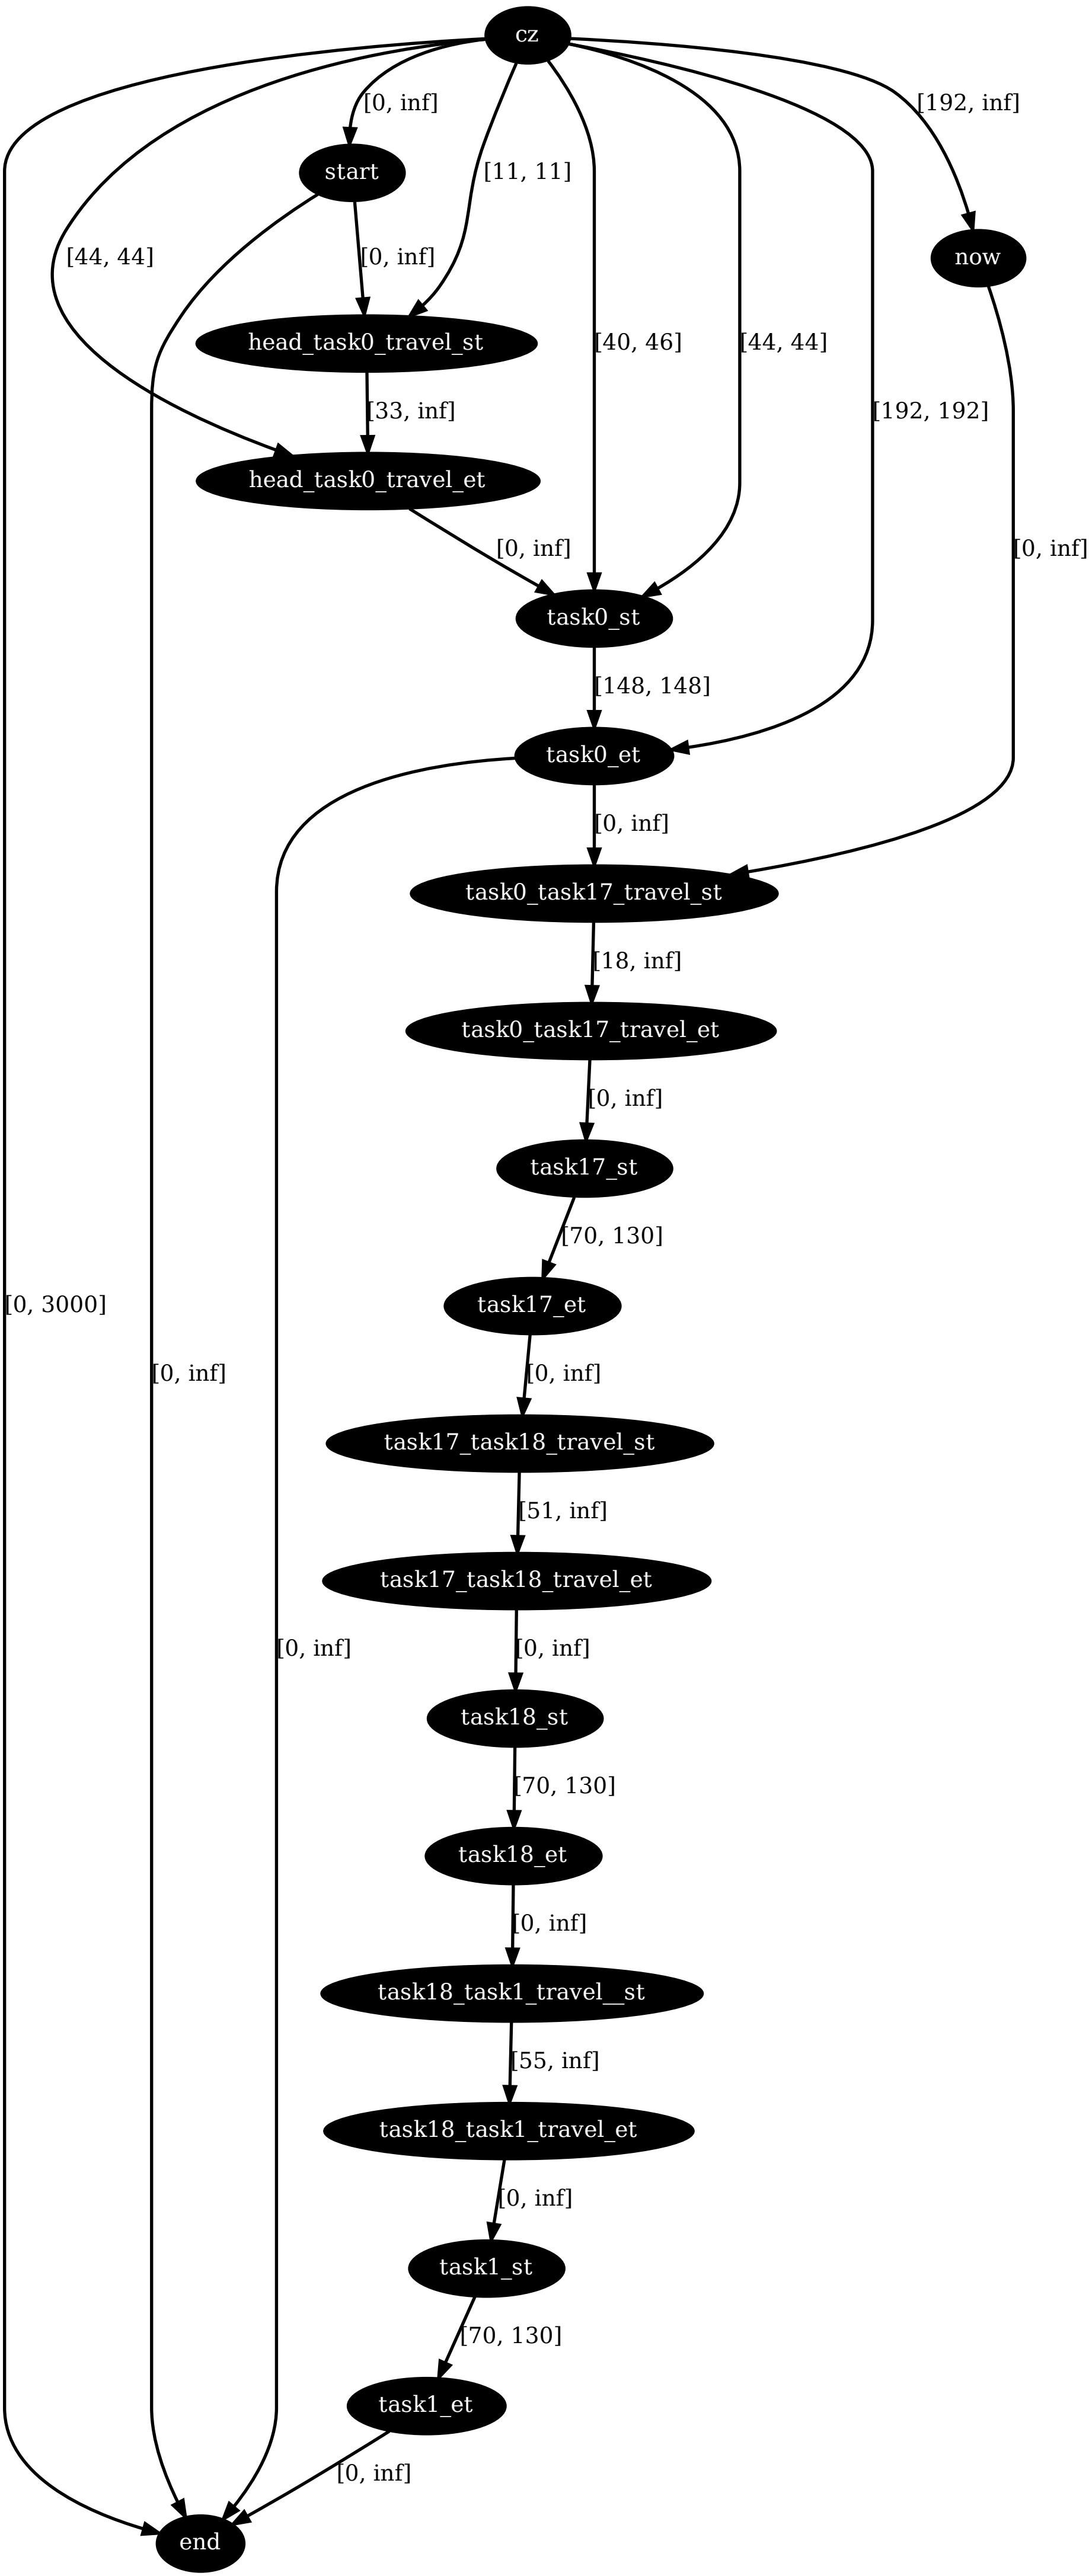 cz
[0, inf]
[192, inf]
start
[11, 11]
now
[44, 44]
[0, inf]
head_task0_travel_st
[40, 46]
[44, 44]
[33, inf]
[192, 192]
head_task0_travel_et
[0, inf]
[0, inf]
task0_st
[148, 148]
task0_et
[0, inf]
task0_task17_travel_st
[18, inf]
task0_task17_travel_et
[0, inf]
task17_st
[70, 130]
task17_et
[0, 3000]
[0, inf]
[0, inf]
task17_task18_travel_st
[51, inf]
task17_task18_travel_et
[0, inf]
[0, inf]
task18_st
[70, 130]
task18_et
[0, inf]
task18_task1_travel__st
[55, inf]
task18_task1_travel_et
[0, inf]
task1_st
[70, 130]
task1_et
[0, inf]
end